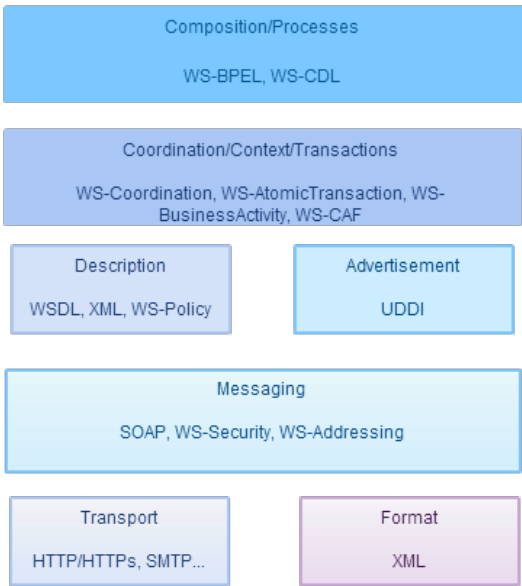 Composition/Processes
WS-BPEL, WS-CDL
Coordination/Context/Transactions
WS-Coordination, WS-AtomicTransaction, WS-
BusinessActivity, WS-CAF
Description
WSDL, XML, WS-Policy
Advertisement
UDDI
Messaging
SOAP, WS-Security, WS-Addressing
Transport
HTTP/HTTPs, SMTP...
Format
XML